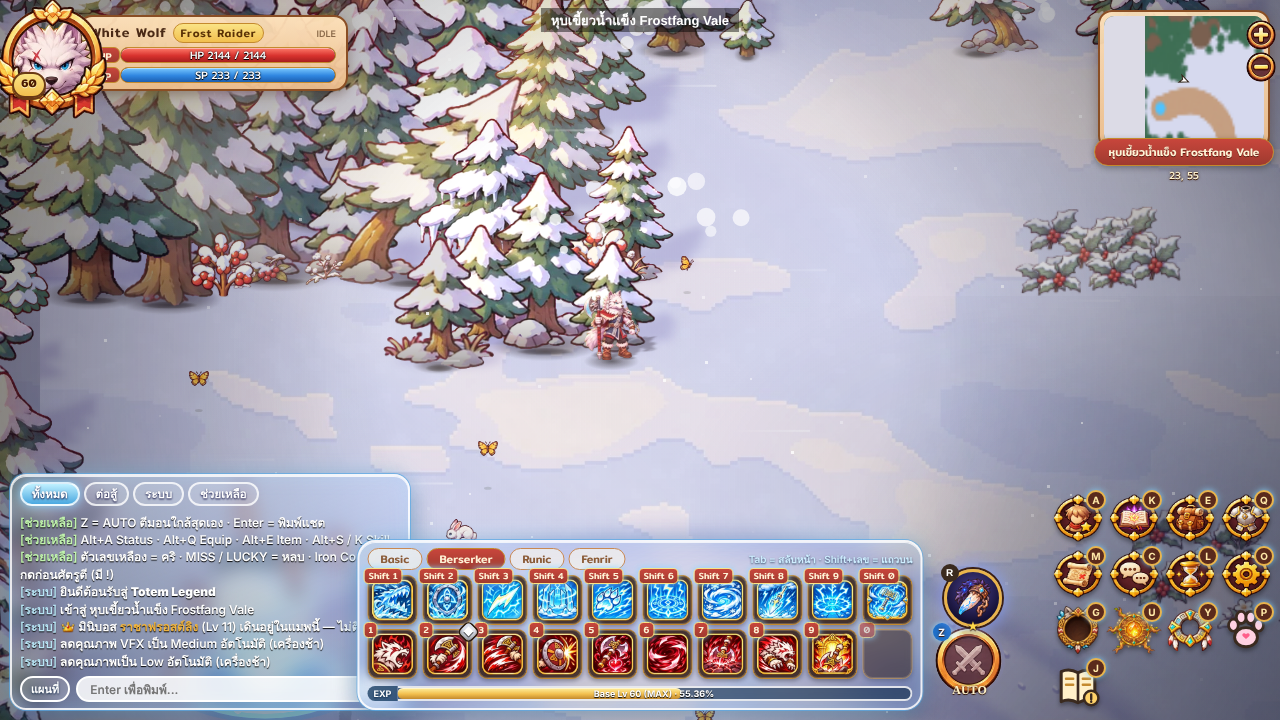 หุบเขี้ยวน้ำแข็ง Frostfang Vale
White Wolf
Frost Raider
IDLE
HP 2144 / 2144
SP 233 / 233
60
หุบเขี้ยวน้ำแข็ง Frostfang Vale
23, 55
ทั้งหมด ต่อสู้ ระบบ ช่วยเหลือ
[ช่วยเหลือ] Z = AUTO ตีมอนใกล้สุดเอง · Enter = พิมพ์แชต
[ช่วยเหลือ] Alt+A Status · Alt+Q Equip · Alt+E Item · Alt+S / K Skill
[ช่วยเหลือ] ตัวเลขเหลือง = คริ · MISS / LUCKY = หลบ · Iron Co
กดก่อนศัตรูตี (มี !)
[ระบบ] ยินดีต้อนรับสู่ Totem Legend
[ระบบ] เข้าสู่ หุบเขี้ยวน้ำแข็ง Frostfang Vale
[ระบบ] มินิบอส ราชาฟรอสต์ลิง (Lv 11) เดินอยู่ในแมพนี้ —
[ระบบ] ลดคุณภาพ VFX เป็น Medium อัตโนมัติ (เครื่องช้า)
[ระบบ] ลดคุณภาพเป็น Low อัตโนมัติ (เครื่องช้า)
แผนที่
Enter เพื่อพิมพ์...
Basic Berserker Runic Fenrir
Tab = สลับหน้า · Shift+เลข = แถวบน
Shift 1 Shift 2 Shift 3 Shift 4 Shift 5 Shift 6 Shift 7 Shift 8 Shift 9 Shift 0
1 2 3 4 5 6 7 8 9 0
EXP
Base Lv 60 (MAX) · 55.36%
R
Z
AUTO
A K E Q
M C L O
G U Y P
J